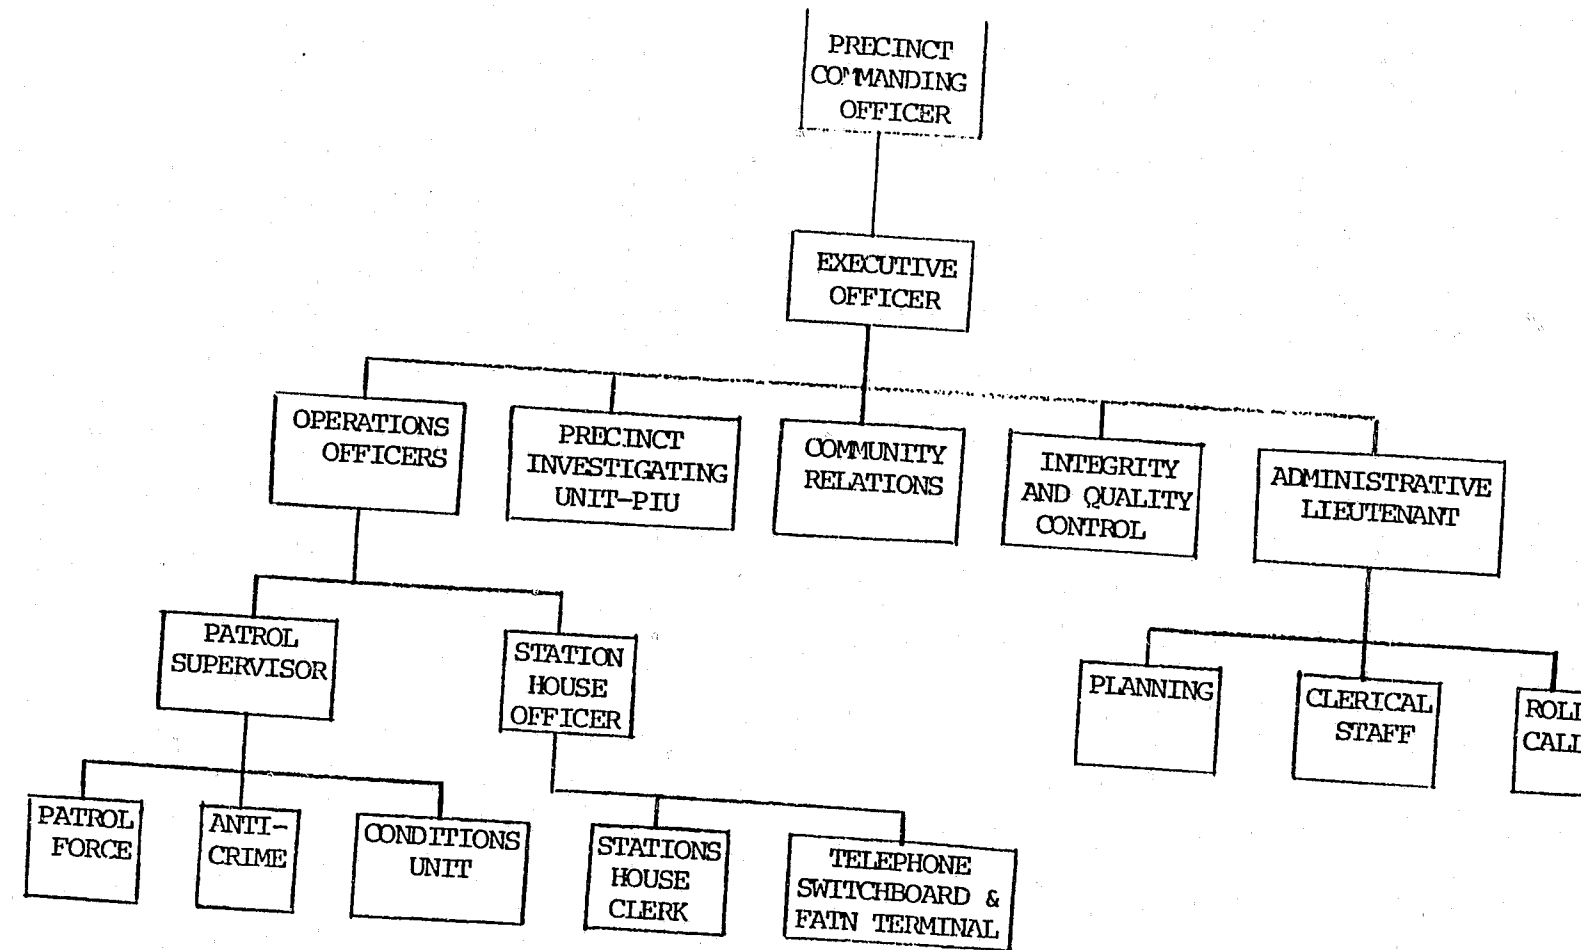 PRECINCT
COMMANDING
OFFICER
EXECUTIVE
OFFICER
OPERATIONS
OFFICERS
PRECINCT
INVESTIGATING
UNIT-PIU
COMMUNITY
RELATIONS
INTEGRITY
AND QUALITY
CONTROL
ADMINISTRATIVE
LIEUTENANT
PATROL
SUPERVISOR
STATION
HOUSE
OFFICER
PLANNING
CLERICAL
STAFF
ROLL
CALL
PATROL
FORCE
ANTI-
CRIME
CONDITIONS
UNIT
STATIONS
HOUSE
CLERK
TELEPHONE
SWITCHBOARD &
FATN TERMINAL